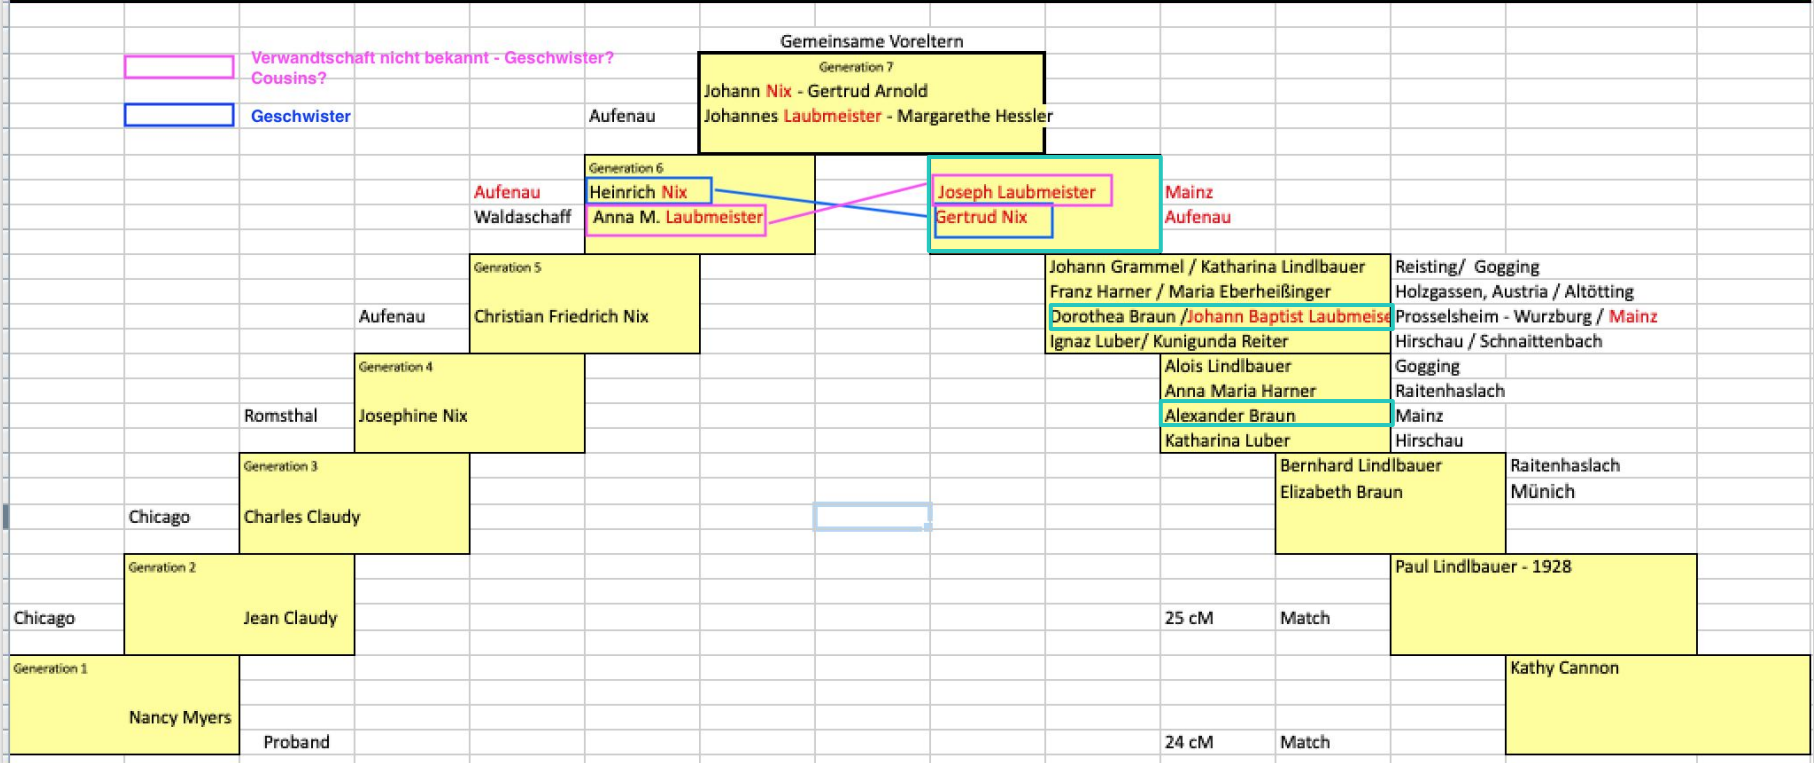 Gemeinsame Voreltern
Verwandtschaft nicht bekannt - Geschwister?
Cousins?
Geschwister
Generation 7
Johann Nix - Gertrud Arnold
Aufenau
Johannes Laubmeister - Margarethe Hessler
Generation 6
Aufenau
Heinrich Nix
Joseph Laubmeister
Mainz
Waldaschaff
Anna M. Laubmeister
Gertrud Nix
Aufenau
Genration 5
Johann Grammel / Katharina Lindlbauer
Reisting/ Gogging
Franz Harner / Maria Eberheißinger
Holzgassen, Austria / Altötting
Aufenau
Christian Friedrich Nix
Dorothea Braun /Johann Baptist Laubmeise
Prosselsheim - Wurzburg / Mainz
Ignaz Luber/ Kunigunda Reiter
Hirschau / Schnaittenbach
Generation 4
Alois Lindlbauer
Gogging
Anna Maria Harner
Raitenhaslach
Romsthal
Josephine Nix
Alexander Braun
Mainz
Katharina Luber
Hirschau
Generation 3
Bernhard Lindlbauer
Raitenhaslach
Elizabeth Braun
Münich
Chicago
Charles Claudy
Genration 2
Paul Lindlbauer - 1928
Chicago
Jean Claudy
25 cM
Match
Generation 1
Kathy Cannon
Nancy Myers
Proband
24 cM
Match